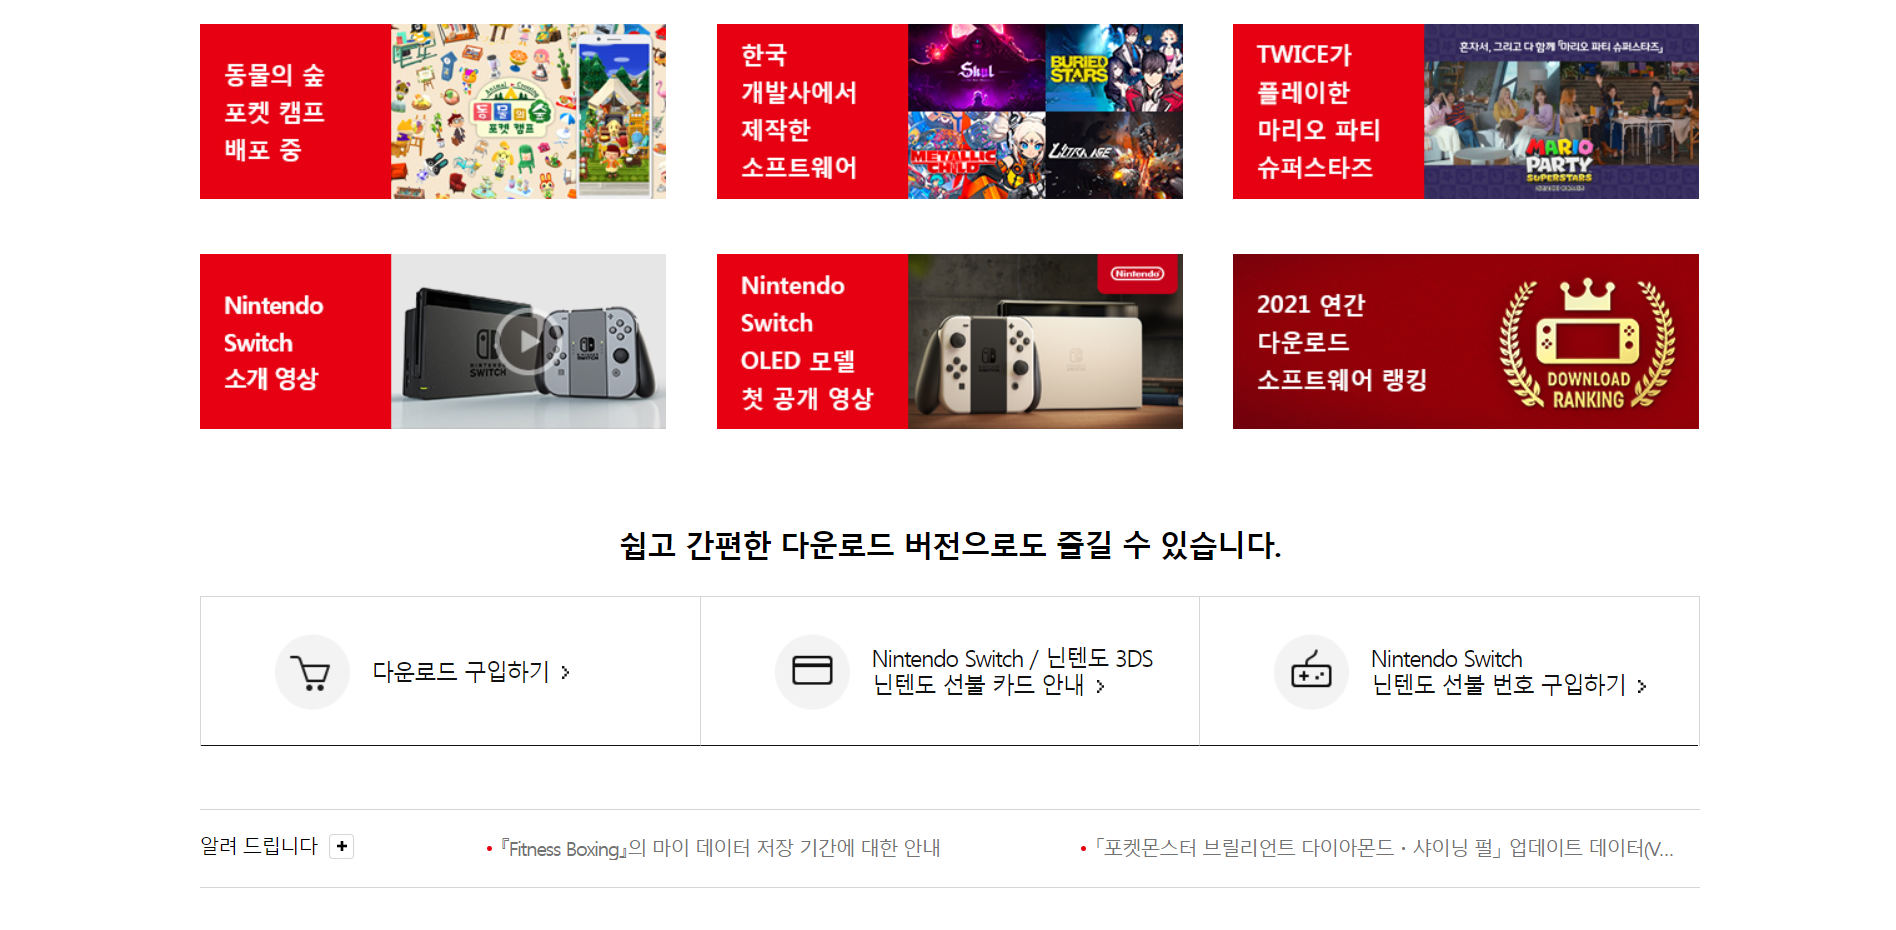 동물의 숲
포켓 캠프
배포 중
Animal Crossing
동물의 숲
포켓 캠프
한국
개발사에서
제작한
소프트웨어
Skul
BURIED
STARS
METALLIC
CHILD
ULTRA AGE
TWICE가
플레이한
마리오 파티
슈퍼스타즈
혼자서, 그리고 다 함께 『마리오 파티 슈퍼스타즈』
MARIO
PARTY
SUPERSTARS
Nintendo
Switch
소개 영상
NINTENDO
SWITCH
Nintendo
Switch
OLED 모델
첫 공개 영상
Nintendo
2021 연간
다운로드
소프트웨어 랭킹
DOWNLOAD
RANKING
쉽고 간편한 다운로드 버전으로도 즐길 수 있습니다.
다운로드 구입하기
Nintendo Switch / 닌텐도 3DS
닌텐도 선불 카드 안내
Nintendo Switch
닌텐도 선불 번호 구입하기
알려 드립니다
『Fitness Boxing』의 마이 데이터 저장 기간에 대한 안내
「포켓몬스터 브릴리언트 다이아몬드・샤이닝 펄」 업데이트 데이터(V...